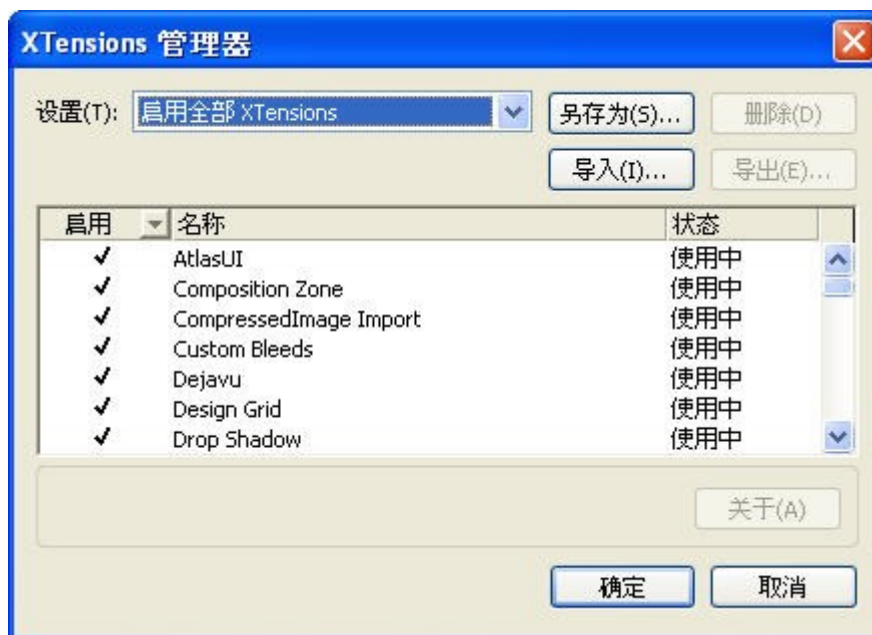 XTensions 管理器
设置(T): 启用全部 XTensions 另存为(S)... 删除(D)
导入(I)... 导出(E)...
启用 名称 状态
AtlasUI 使用中
Composition Zone 使用中
CompressedImage Import 使用中
Custom Bleeds 使用中
Dejavu 使用中
Design Grid 使用中
Drop Shadow 使用中
关于(A)
确定 取消